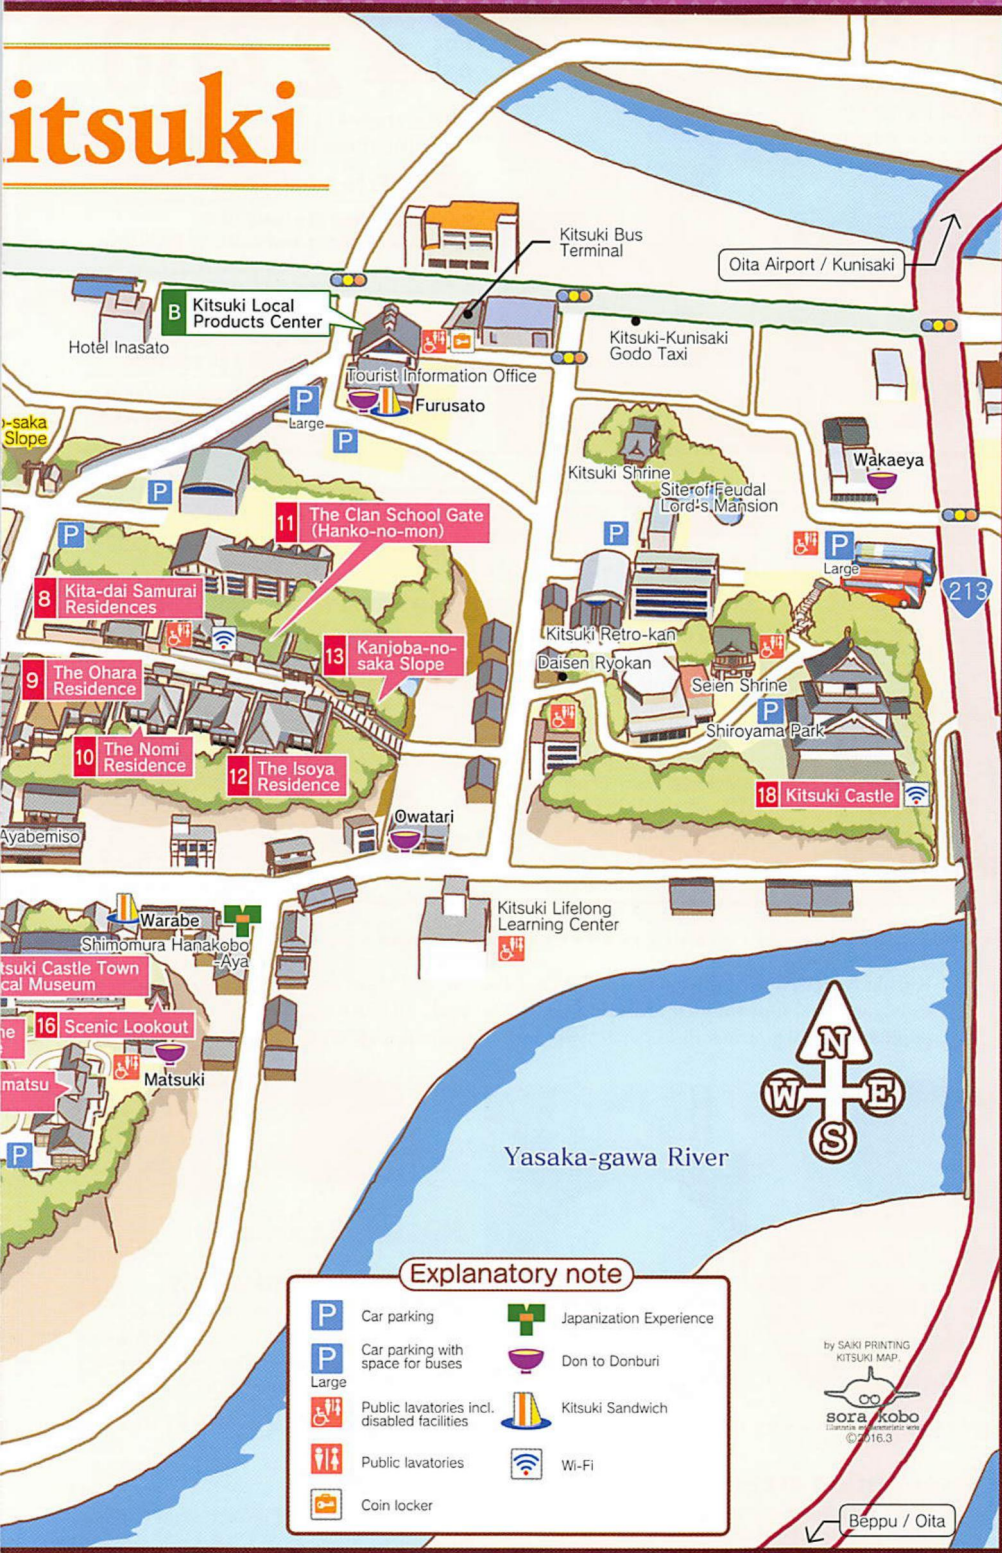 itsuki
Kitsuki Bus
Terminal
Oita Airport / Kunisaki
B
Kitsuki Local
Products Center
Hotel Inasato
Kitsuki-Kunisaki
Godo Taxi
Tourist Information Office
P
Large
Furusato
P
o-saka
Slope
Kitsuki Shrine
Wakaeya
Site of Feudal
Lord's Mansion
P
11
The Clan School Gate
(Hanko-no-mon)
P
P
P
Large
213
8
Kita-dai Samurai
Residences
13
Kanjoba-no-
saka Slope
Kitsuki Retro-kan
Daisen Ryokan
9
The Ohara
Residence
Seien Shrine
P
Shiroyama Park
10
The Nomi
Residence
12
The Isoya
Residence
18
Kitsuki Castle
Owatari
Ayabemiso
Warabe
Shimomura Hanakobo
-Aya
Kitsuki Lifelong
Learning Center
tsuki Castle Town
cal Museum
16
Scenic Lookout
ne
e
Matsuki
matsu
P
N
W
E
S
Yasaka-gawa River
Explanatory note
P
Car parking
P
Large
Car parking with
space for buses
Public lavatories incl.
disabled facilities
Public lavatories
Coin locker
Japanization Experience
Don to Donburi
Kitsuki Sandwich
Wi-Fi
by SAIKI PRINTING
KITSUKI MAP.
sora kobo
©2016.3
Beppu / Oita